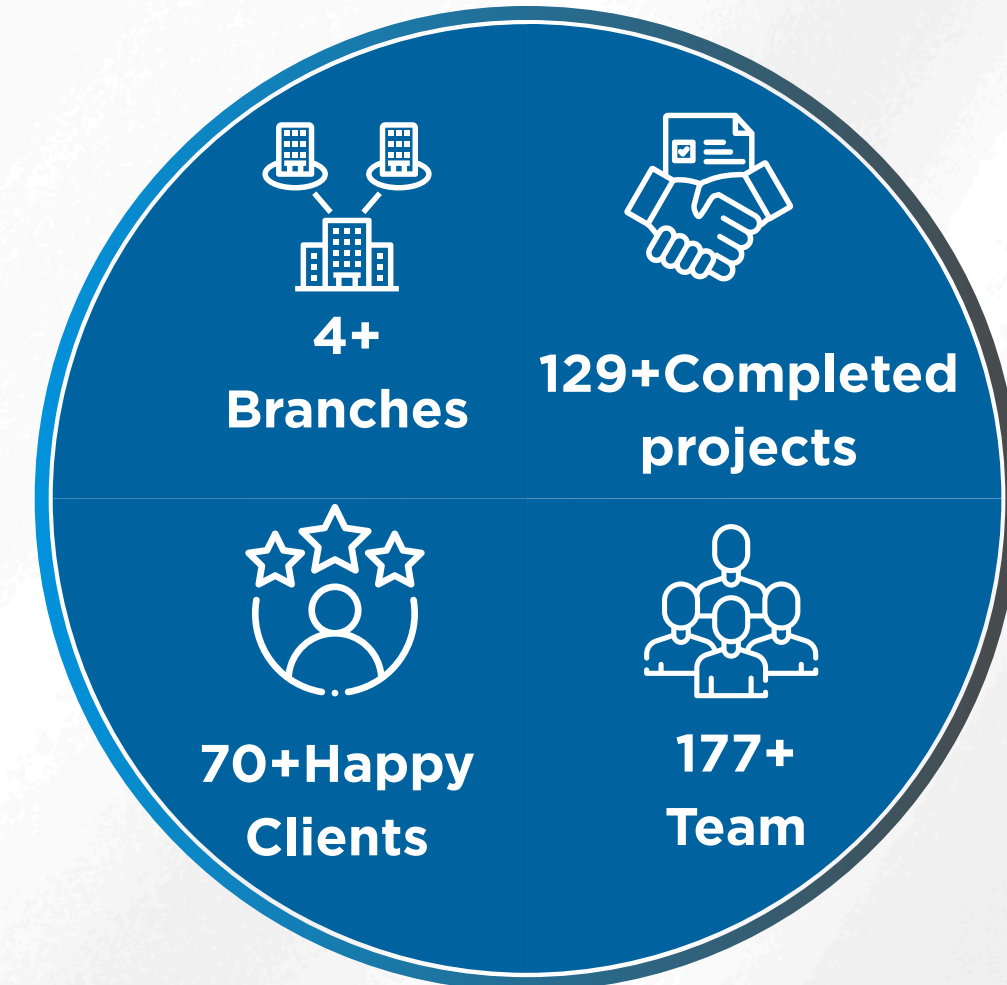 4+
Branches
129+Completed
projects
70+Happy
Clients
177+
Team